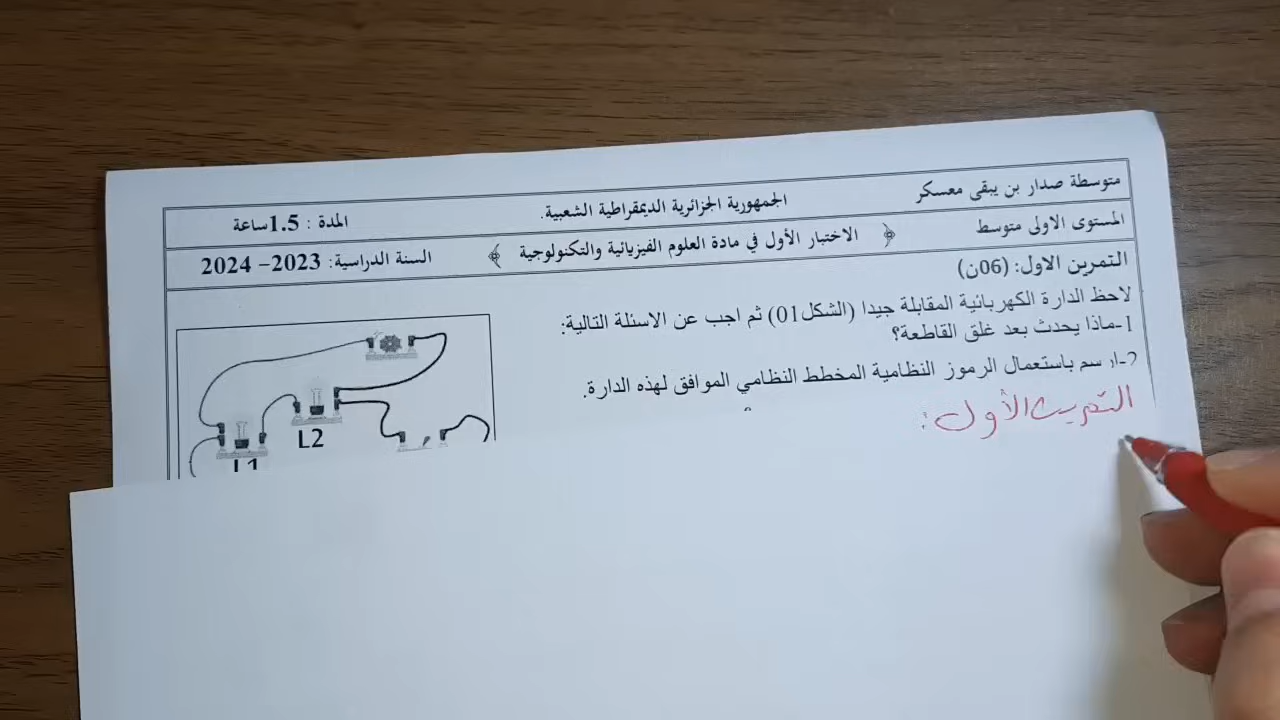 متوسطة صدار بن يبقى معسكر
الجمهورية الجزائرية الديمقراطية الشعبية.
المدة : 1.5ساعة
المستوى الاولى متوسط
الاختبار الأول في مادة العلوم الفيزيائية والتكنولوجية
السنة الدراسية: 2023– 2024
التمرين الاول: (06ن)
لاحظ الدارة الكهربائية المقابلة جيدا (الشكل01) ثم اجب عن الاسئلة التالية:
1-ماذا يحدث بعد غلق القاطعة؟
2-ارسم باستعمال الرموز النظامية المخطط النظامي الموافق لهذه الدارة.
التمرين الأول:
L2
L1